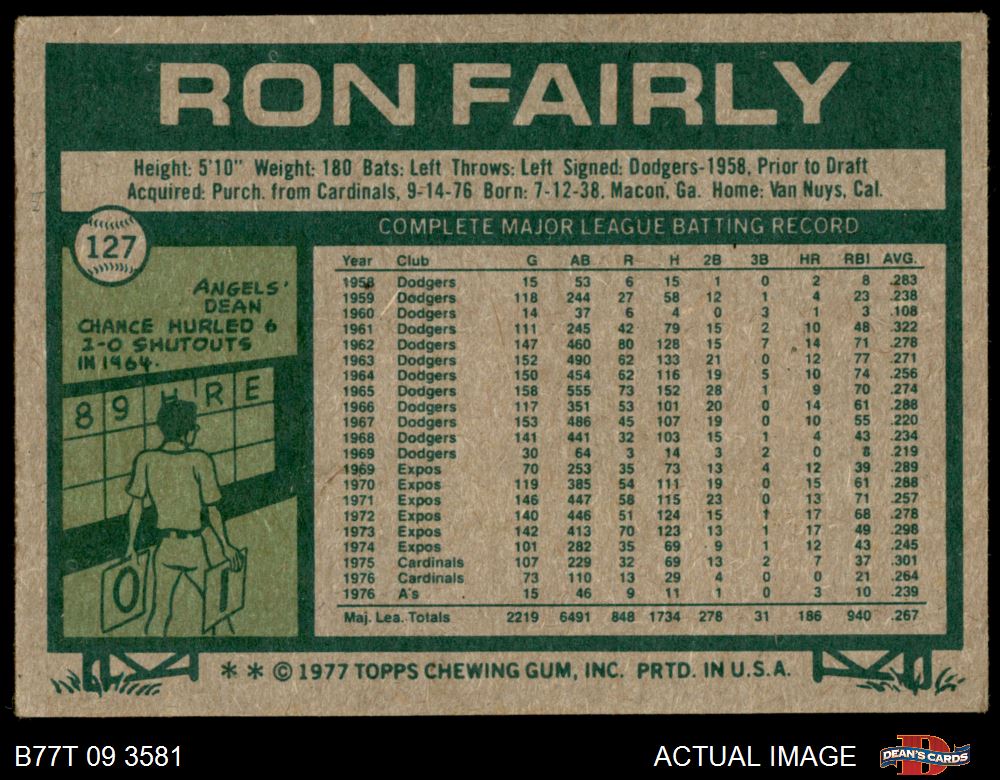 RON FAIRLY
Height: 5'10" Weight: 180 Bats: Left Throws: Left Signed: Dodgers-1958, Prior to Draft
Acquired: Purch. from Cardinals, 9-14-76 Born: 7-12-38, Macon, Ga. Home: Van Nuys, Cal.
127
COMPLETE MAJOR LEAGUE BATTING RECORD
ANGELS'
DEAN
CHANCE HURLED 6
1-0 SHUTOUTS
IN 1964.
8 9 H R E
0 1
Year Club G AB R H 2B 3B HR RBI AVG.
1958 Dodgers 15 53 6 15 1 0 2 8 .283
1959 Dodgers 118 244 27 58 12 1 4 23 .238
1960 Dodgers 14 37 6 4 0 3 1 3 .108
1961 Dodgers 111 245 42 79 15 2 10 48 .322
1962 Dodgers 147 460 80 128 15 7 14 71 .278
1963 Dodgers 152 490 62 133 21 0 12 77 .271
1964 Dodgers 150 454 62 116 19 5 10 74 .256
1965 Dodgers 158 555 73 152 28 1 9 70 .274
1966 Dodgers 117 351 53 101 20 0 14 61 .288
1967 Dodgers 153 486 45 107 19 0 10 55 .220
1968 Dodgers 141 441 32 103 15 1 4 43 .234
1969 Dodgers 30 64 3 14 3 2 0 8 .219
1969 Expos 70 253 35 73 13 4 12 39 .289
1970 Expos 119 385 54 111 19 0 15 61 .288
1971 Expos 146 447 58 115 23 0 13 71 .257
1972 Expos 140 446 51 124 15 1 17 68 .278
1973 Expos 142 413 70 123 13 1 17 49 .298
1974 Expos 101 282 35 69 9 1 12 43 .245
1975 Cardinals 107 229 32 69 13 2 7 37 .301
1976 Cardinals 73 110 13 29 4 0 0 21 .264
1976 A's 15 46 9 11 1 0 3 10 .239
Maj. Lea. Totals 2219 6491 848 1734 278 31 186 940 .267
* * © 1977 TOPPS CHEWING GUM, INC. PRTD. IN U.S.A.
B77T 09 3581
ACTUAL IMAGE
DEAN'S CARDS